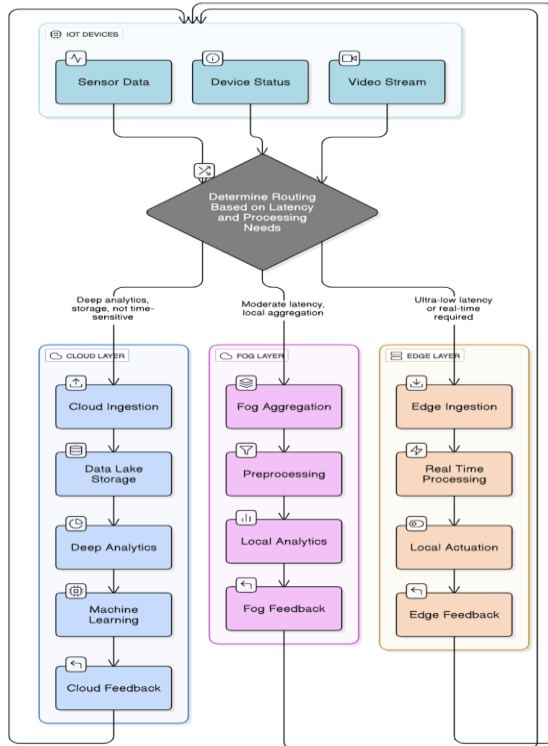 IOT DEVICES
Sensor Data
Device Status
Video Stream
Determine Routing
Based on Latency
and Processing
Needs
Deep analytics,
storage, not time-
sensitive
Moderate latency,
local aggregation
Ultra-low latency
or real-time
required
CLOUD LAYER
Cloud Ingestion
Data Lake
Storage
Deep Analytics
Machine
Learning
Cloud Feedback
FOG LAYER
Fog Aggregation
Preprocessing
Local Analytics
Fog Feedback
EDGE LAYER
Edge Ingestion
Real Time
Processing
Local Actuation
Edge Feedback